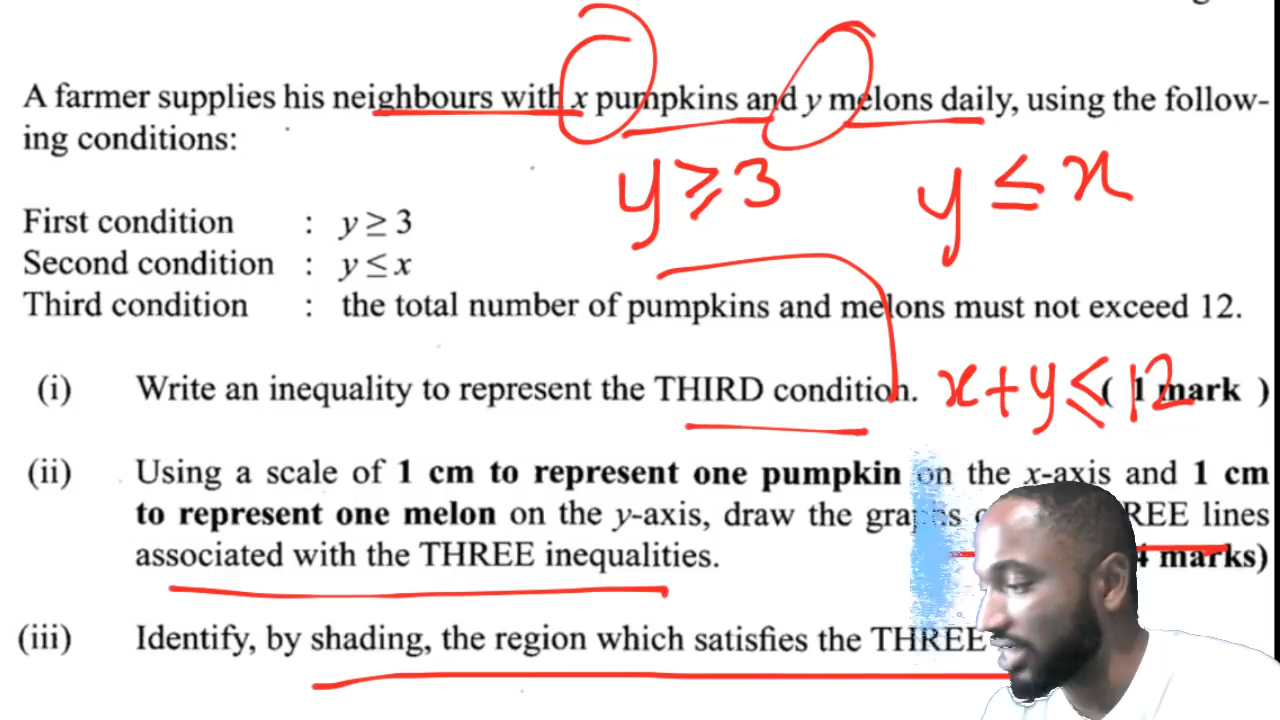 A farmer supplies his neighbours with x pumpkins and y melons daily, using the follow-
ing conditions:
y ≥ 3 y ≤ x
First condition : y ≥ 3
Second condition : y ≤ x
Third condition : the total number of pumpkins and melons must not exceed 12.
(i) Write an inequality to represent the THIRD condition. ( 1 mark )
x + y ≤ 12
(ii) Using a scale of 1 cm to represent one pumpkin on the x-axis and 1 cm
to represent one melon on the y-axis, draw the lines
associated with the THREE inequalities. marks)
(iii) Identify, by shading, the region which satisfies the THREE